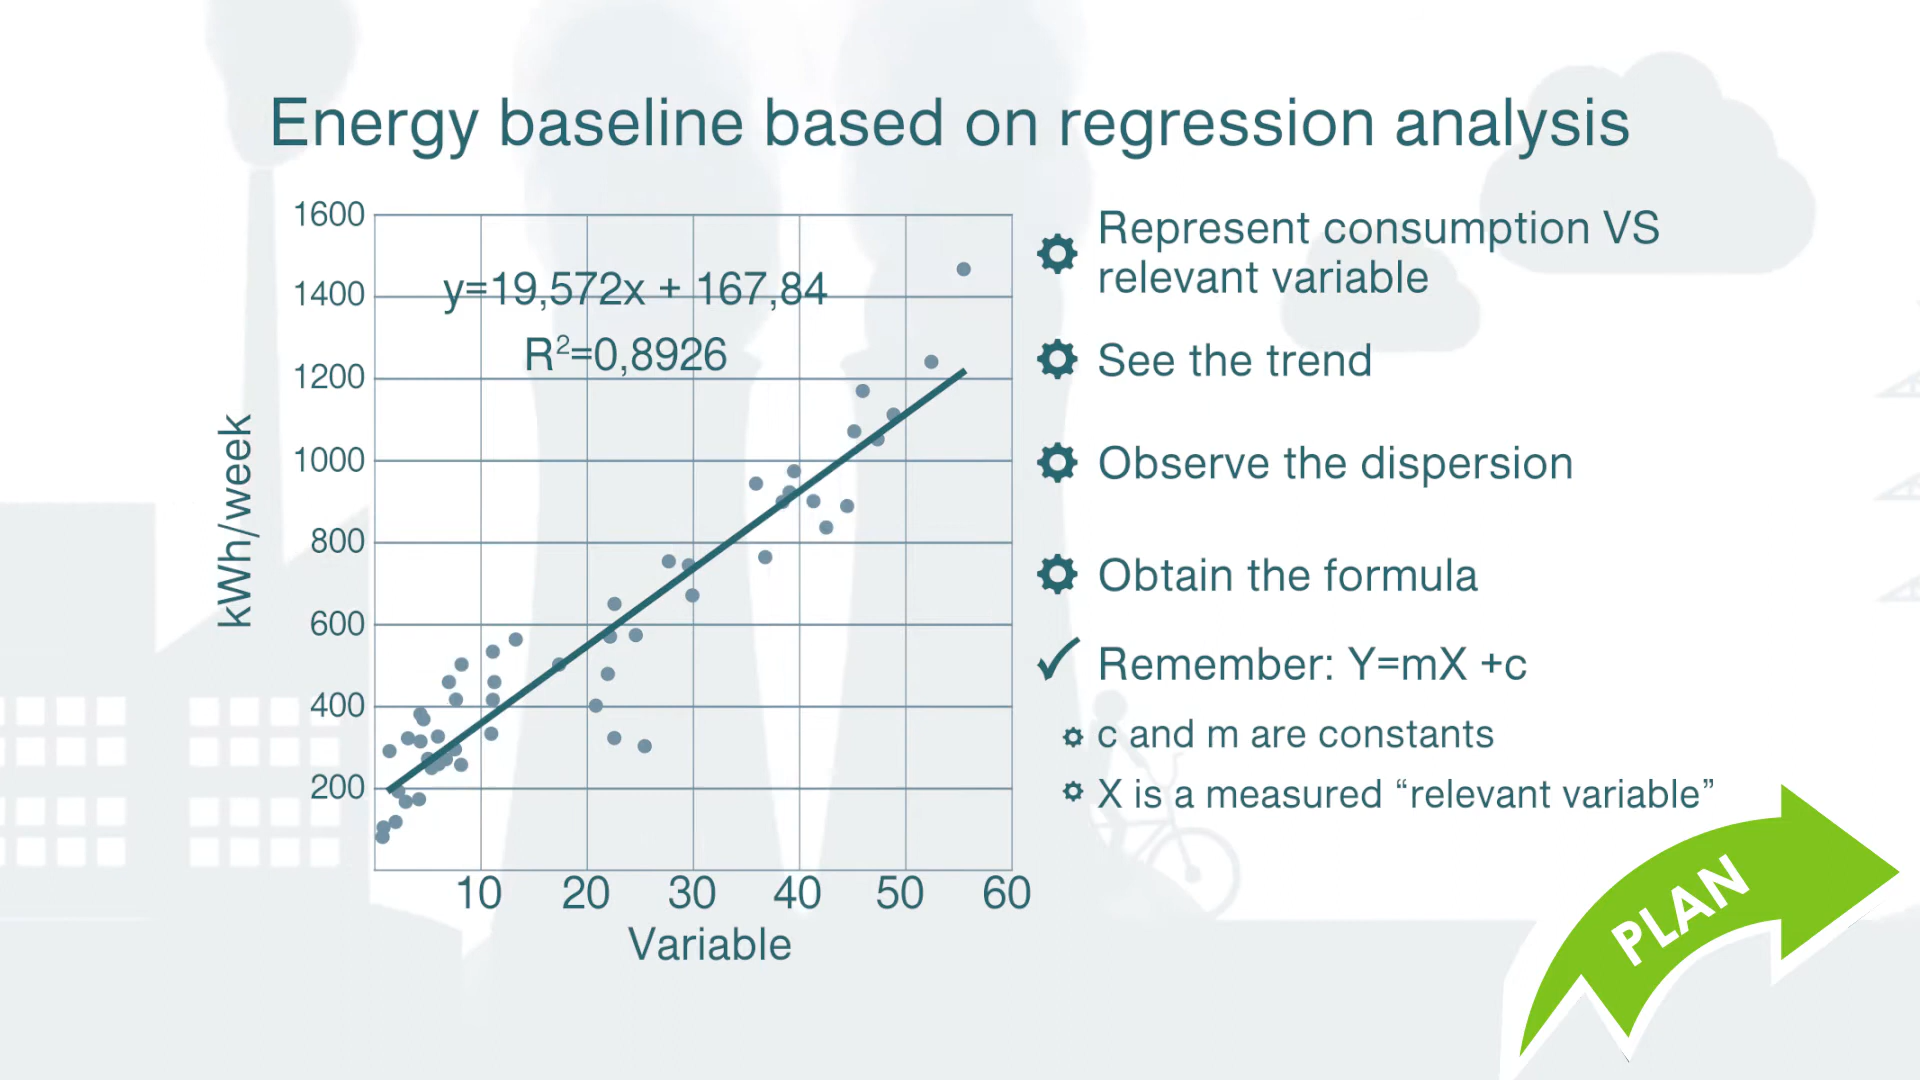 Energy baseline based on regression analysis
1600
1400
1200
1000
800
600
400
200
kWh/week
y=19,572x + 167,84
R²=0,8926
10 20 30 40 50 60
Variable
Represent consumption VS
relevant variable
See the trend
Observe the dispersion
Obtain the formula
Remember: Y=mX +c
c and m are constants
X is a measured “relevant variable”
PLAN